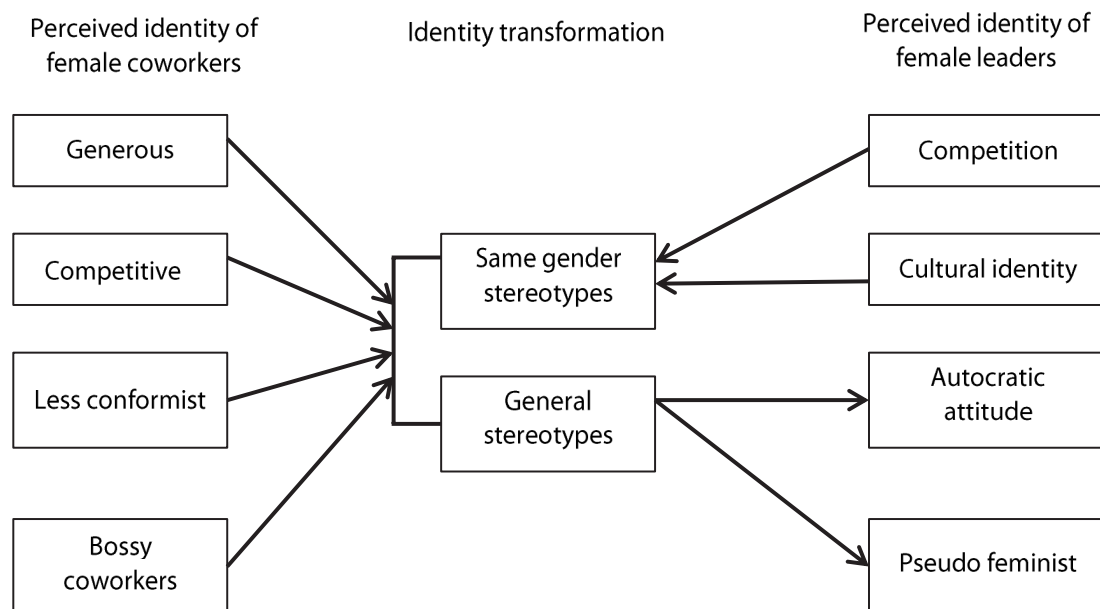 Perceived identity of
female coworkers
Identity transformation
Perceived identity of
female leaders
Generous
Competitive
Less conformist
Bossy
coworkers
Same gender
stereotypes
General
stereotypes
Competition
Cultural identity
Autocratic
attitude
Pseudo feminist